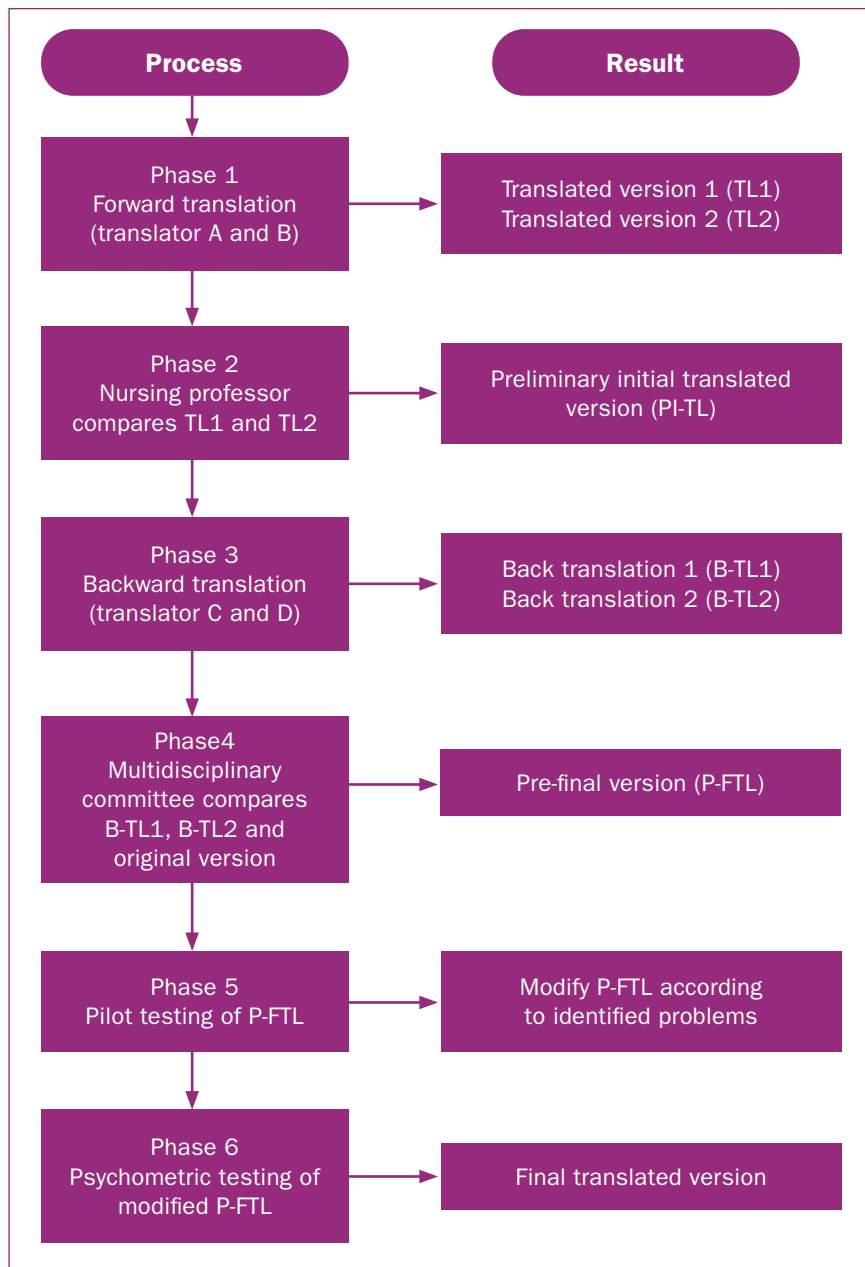 Process
Result
Phase 1
Forward translation
(translator A and B)
Translated version 1 (TL1)
Translated version 2 (TL2)
Phase 2
Nursing professor
compares TL1 and TL2
Preliminary initial translated
version (PI-TL)
Phase 3
Backward translation
(translator C and D)
Back translation 1 (B-TL1)
Back translation 2 (B-TL2)
Phase4
Multidisciplinary
committee compares
B-TL1, B-TL2 and
original version
Pre-final version (P-FTL)
Phase 5
Pilot testing of P-FTL
Modify P-FTL according
to identified problems
Phase 6
Psychometric testing of
modified P-FTL
Final translated version